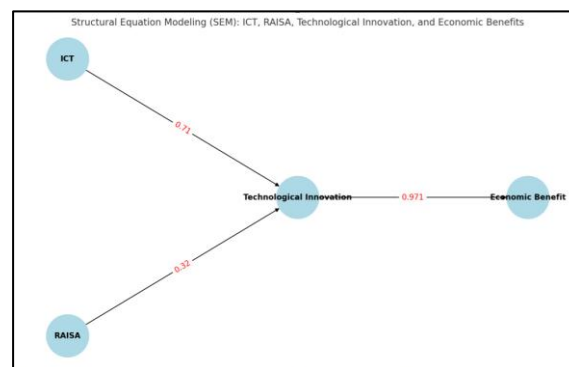 Structural Equation Modeling (SEM): ICT, RAISA, Technological Innovation, and Economic Benefits
ICT
0.71
Technological Innovation
0.971
Economic Benefit
0.32
RAISA